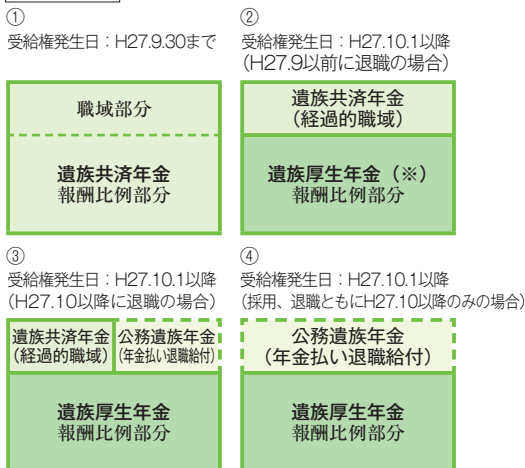 ①
受給権発生日：H27.9.30まで
職域部分
遺族共済年金
報酬比例部分
②
受給権発生日：H27.10.1以降
（H27.9以前に退職の場合）
遺族共済年金
（経過的職域）
遺族厚生年金（※）
報酬比例部分
③
受給権発生日：H27.10.1以降
（H27.10以降に退職の場合）
遺族共済年金
（経過的職域）
公務遺族年金
（年金払い退職給付）
遺族厚生年金
報酬比例部分
④
受給権発生日：H27.10.1以降
（採用、退職ともにH27.10以降のみの場合）
公務遺族年金
（年金払い退職給付）
遺族厚生年金
報酬比例部分